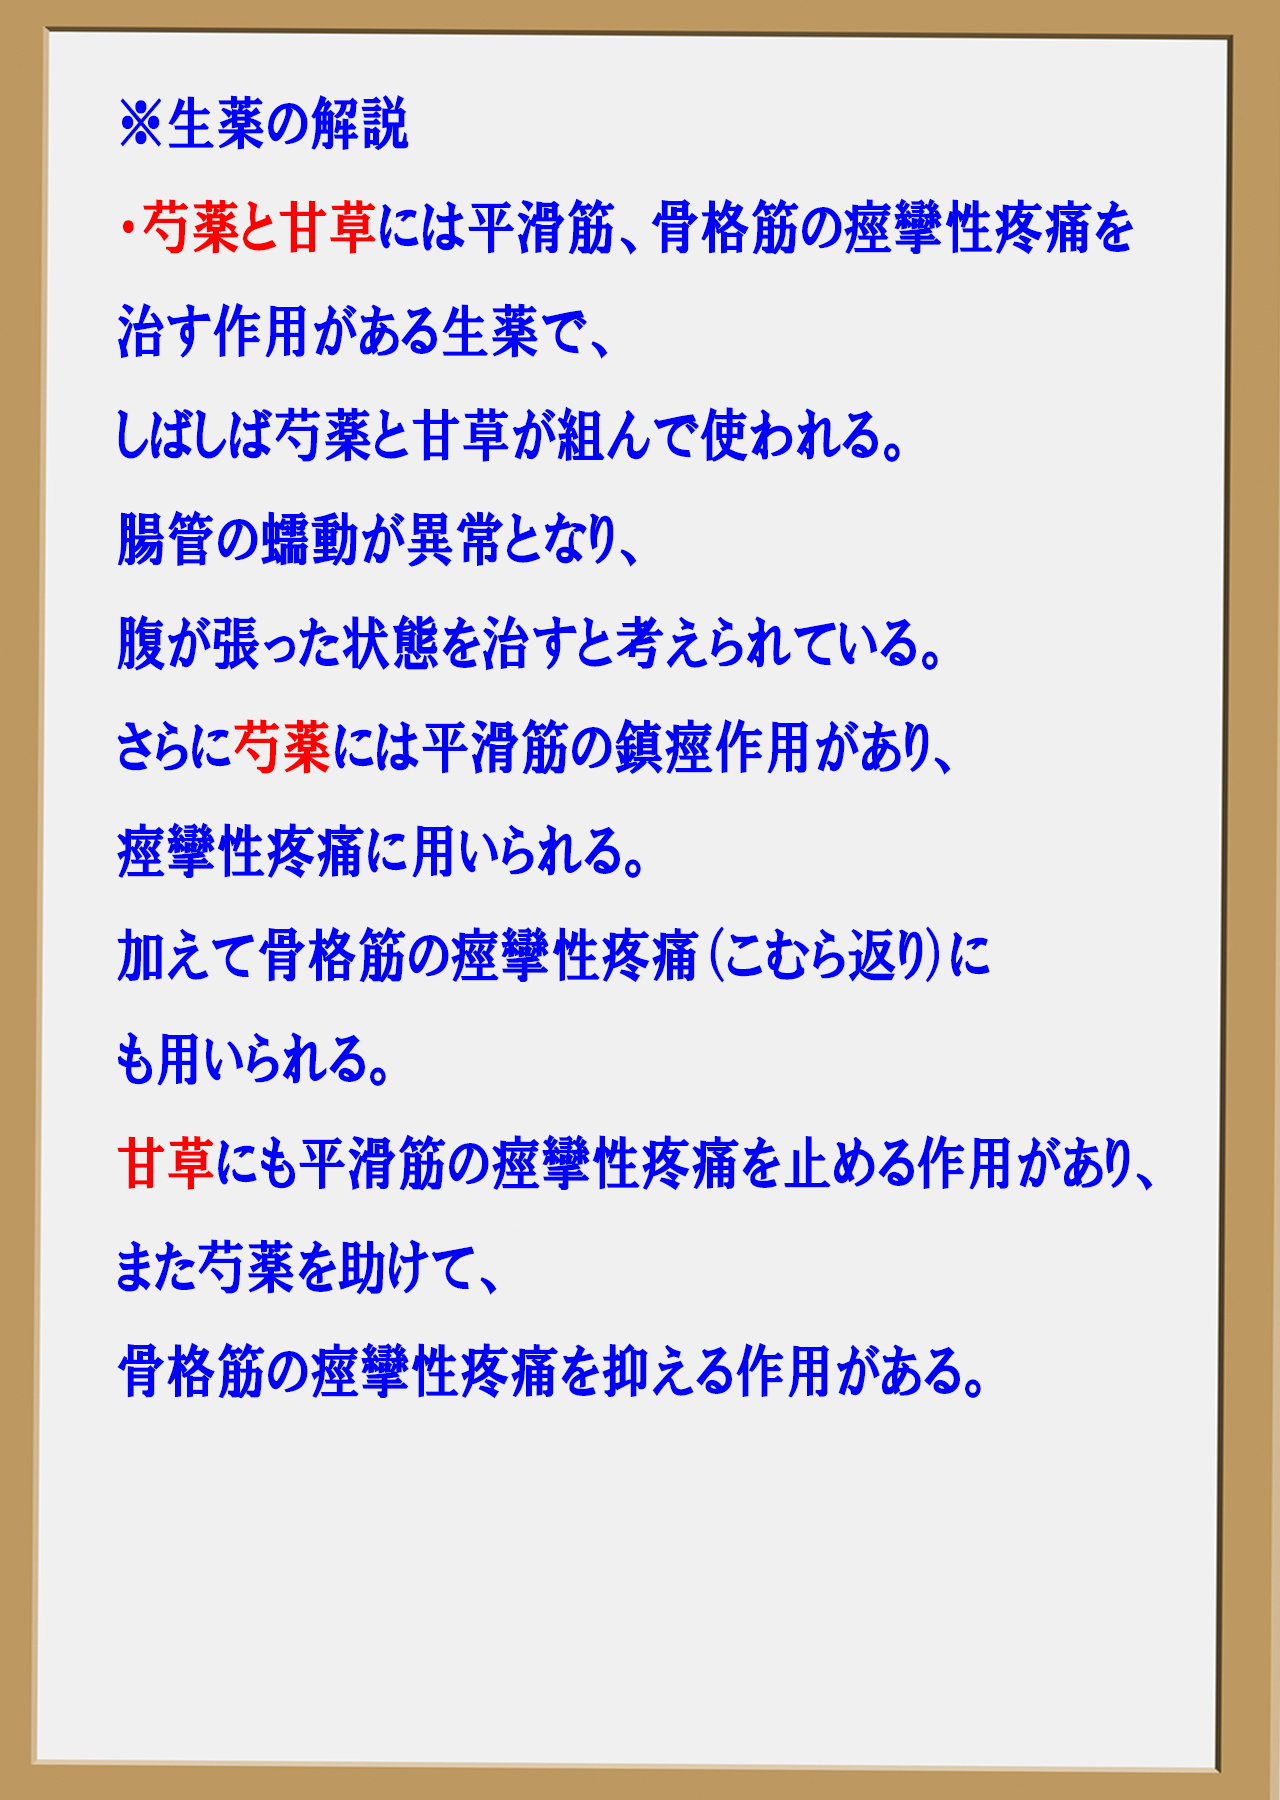 ※生薬の解説
・芍薬と甘草には平滑筋、骨格筋の痙攣性疼痛を
治す作用がある生薬で、
しばしば芍薬と甘草が組んで使われる。
腸管の蠕動が異常となり、
腹が張った状態を治すと考えられている。
さらに芍薬には平滑筋の鎮痙作用があり、
痙攣性疼痛に用いられる。
加えて骨格筋の痙攣性疼痛(こむら返り)に
も用いられる。
甘草にも平滑筋の痙攣性疼痛を止める作用があり、
また芍薬を助けて、
骨格筋の痙攣性疼痛を抑える作用がある。